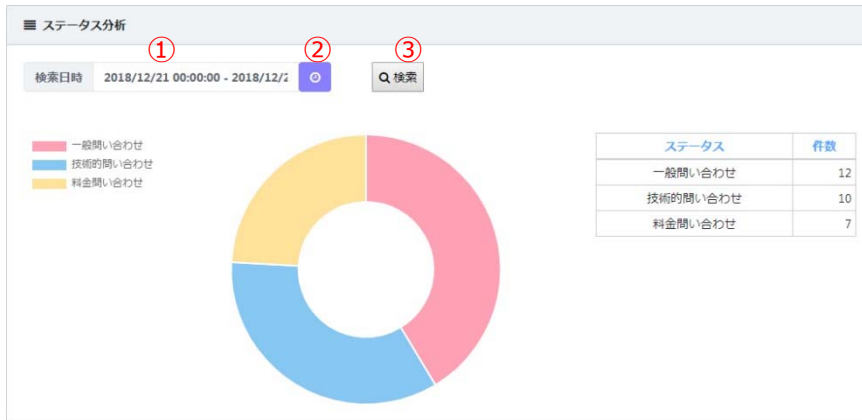 ステータス分析
① ② ③
検索日時 2018/12/21 00:00:00 - 2018/12/2 検索
一般問い合わせ
技術的問い合わせ
料金問い合わせ
ステータス 件数
一般問い合わせ 12
技術的問い合わせ 10
料金問い合わせ 7